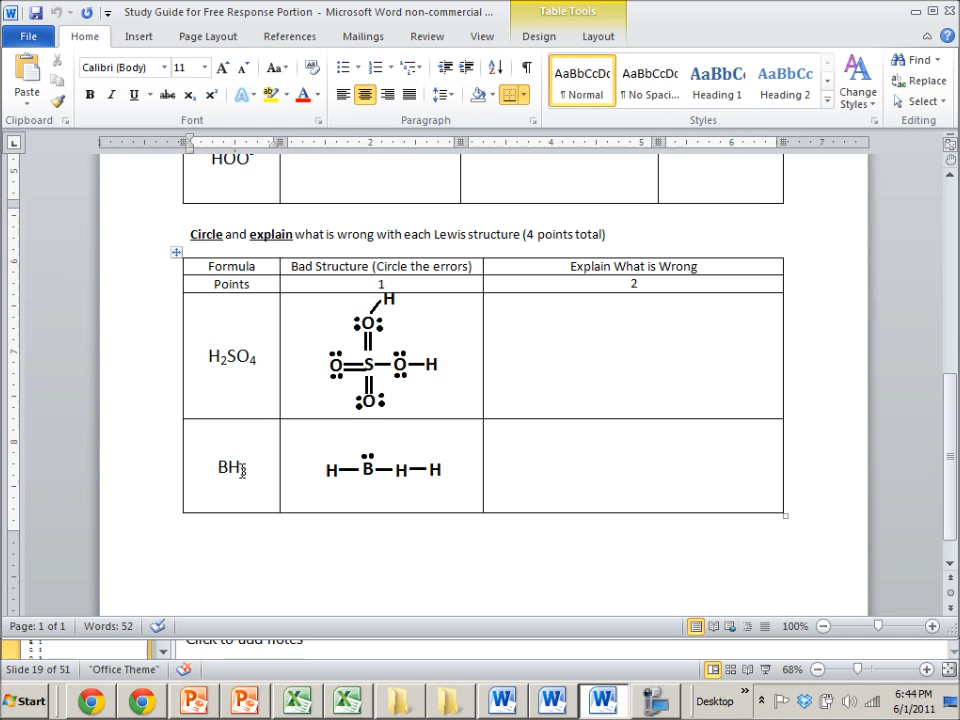 Study Guide for Free Response Portion - Microsoft Word non-commercial ...
Table Tools
File Home Insert Page Layout References Mailings Review View Design Layout
Paste
Calibri (Body) 11
Clipboard Font Paragraph Styles
AaBbCcDc AaBbCcDc AaBbCc AaBbCc
¶ Normal ¶ No Spaci... Heading 1 Heading 2
Change Styles
Find
Replace
Select
Editing
HOO⁻
Circle and explain what is wrong with each Lewis structure (4 points total)
Formula Bad Structure (Circle the errors) Explain What is Wrong
Points 1 2
H
O
H₂SO₄
O S O H
O
BH
H B H H
Page: 1 of 1 Words: 52 100%
Click to add notes
Slide 19 of 51 "Office Theme" 68%
Start Desktop
6:44 PM
6/1/2011